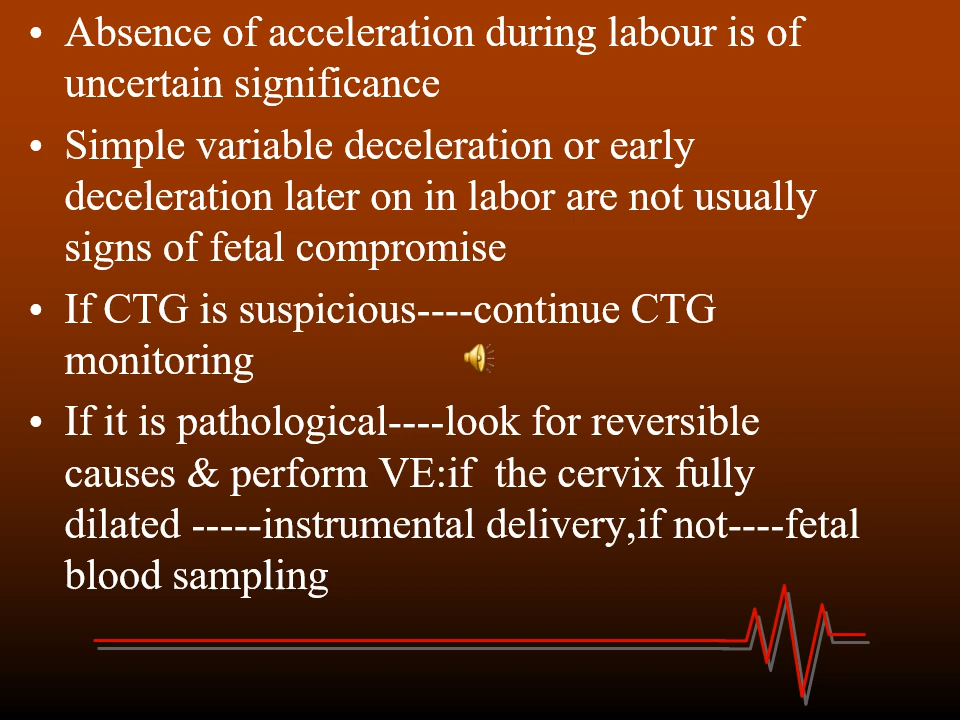 • Absence of acceleration during labour is of
uncertain significance
• Simple variable deceleration or early
deceleration later on in labor are not usually
signs of fetal compromise
• If CTG is suspicious----continue CTG
monitoring
• If it is pathological----look for reversible
causes & perform VE:if  the cervix fully
dilated -----instrumental delivery,if not----fetal
blood sampling